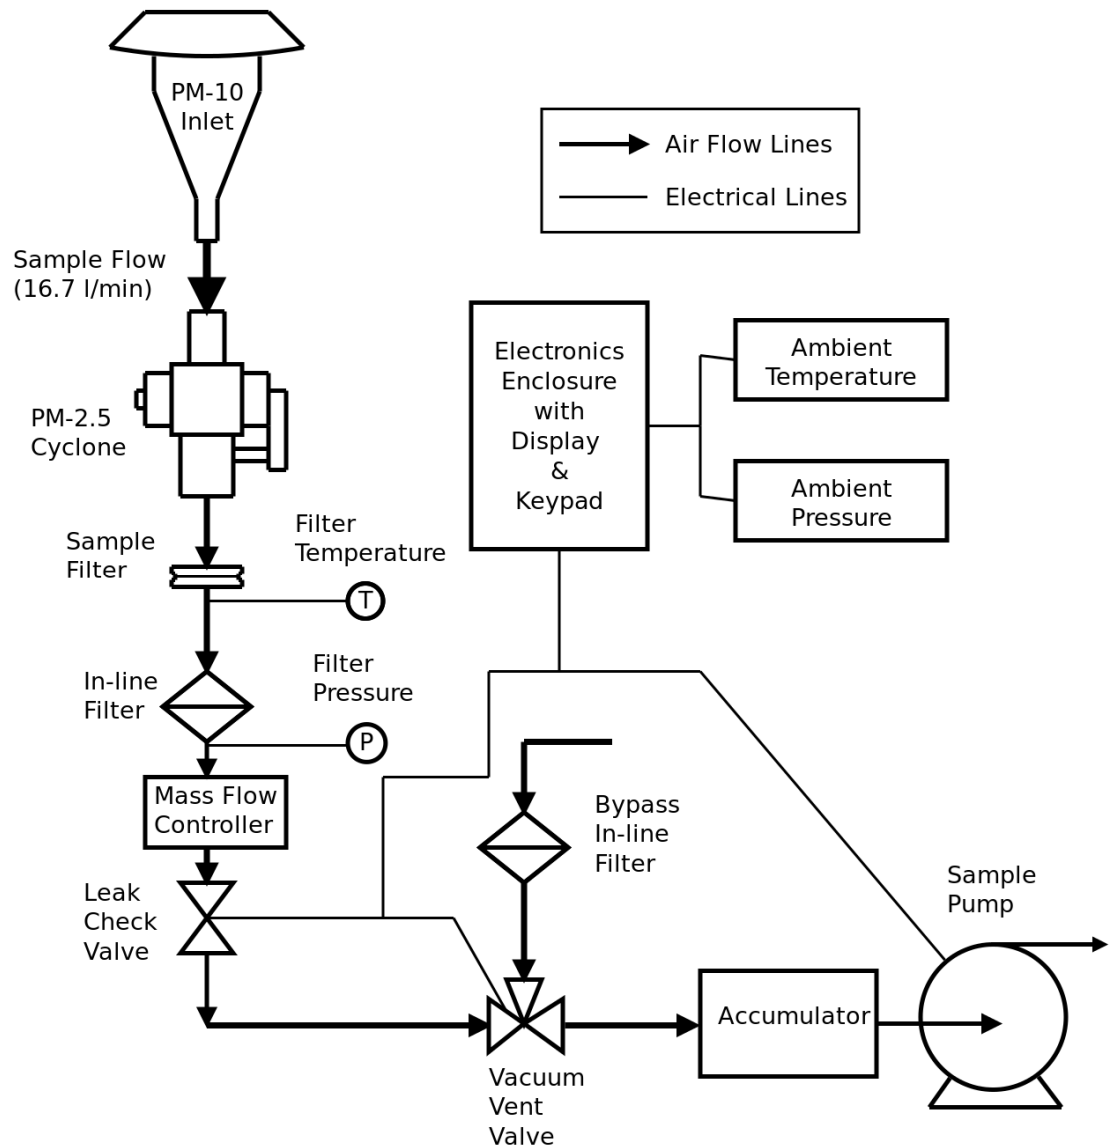 PM-10
Inlet
Air Flow Lines
Electrical Lines
Sample Flow
(16.7 l/min)
Electronics
Enclosure
with
Display
&
Keypad
Ambient
Temperature
Ambient
Pressure
PM-2.5
Cyclone
Sample
Filter
Filter
Temperature
T
In-line
Filter
Filter
Pressure
P
Mass Flow
Controller
Bypass
In-line
Filter
Leak
Check
Valve
Sample
Pump
Accumulator
Vacuum
Vent
Valve